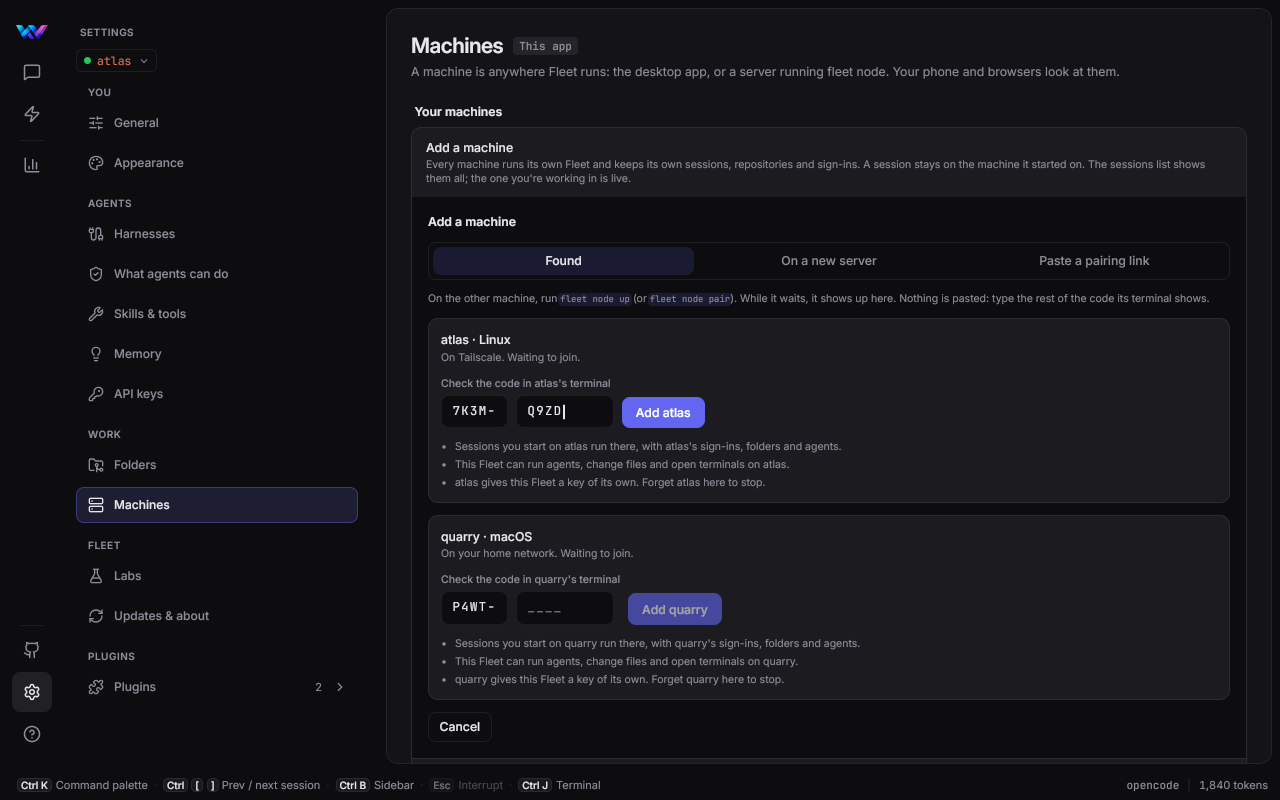 SETTINGS
atlas
YOU
General
Appearance
AGENTS
Harnesses
What agents can do
Skills & tools
Memory
API keys
WORK
Folders
Machines
FLEET
Labs
Updates & about
PLUGINS
Plugins 2
Machines This app
A machine is anywhere Fleet runs: the desktop app, or a server running fleet node. Your phone and browsers look at them.
Your machines
Add a machine
Every machine runs its own Fleet and keeps its own sessions, repositories and sign-ins. A session stays on the machine it started on. The sessions list shows
them all; the one you're working in is live.
Add a machine
Found On a new server Paste a pairing link
On the other machine, run fleet node up (or fleet node pair). While it waits, it shows up here. Nothing is pasted: type the rest of the code its terminal shows.
atlas · Linux
On Tailscale. Waiting to join.
Check the code in atlas's terminal
7K3M- Q9ZD Add atlas
• Sessions you start on atlas run there, with atlas's sign-ins, folders and agents.
• This Fleet can run agents, change files and open terminals on atlas.
• atlas gives this Fleet a key of its own. Forget atlas here to stop.
quarry · macOS
On your home network. Waiting to join.
Check the code in quarry's terminal
P4WT- ____ Add quarry
• Sessions you start on quarry run there, with quarry's sign-ins, folders and agents.
• This Fleet can run agents, change files and open terminals on quarry.
• quarry gives this Fleet a key of its own. Forget quarry here to stop.
Cancel
Ctrl K Command palette · Ctrl [ ] Prev / next session · Ctrl B Sidebar · Esc Interrupt · Ctrl J Terminal
opencode 1,840 tokens